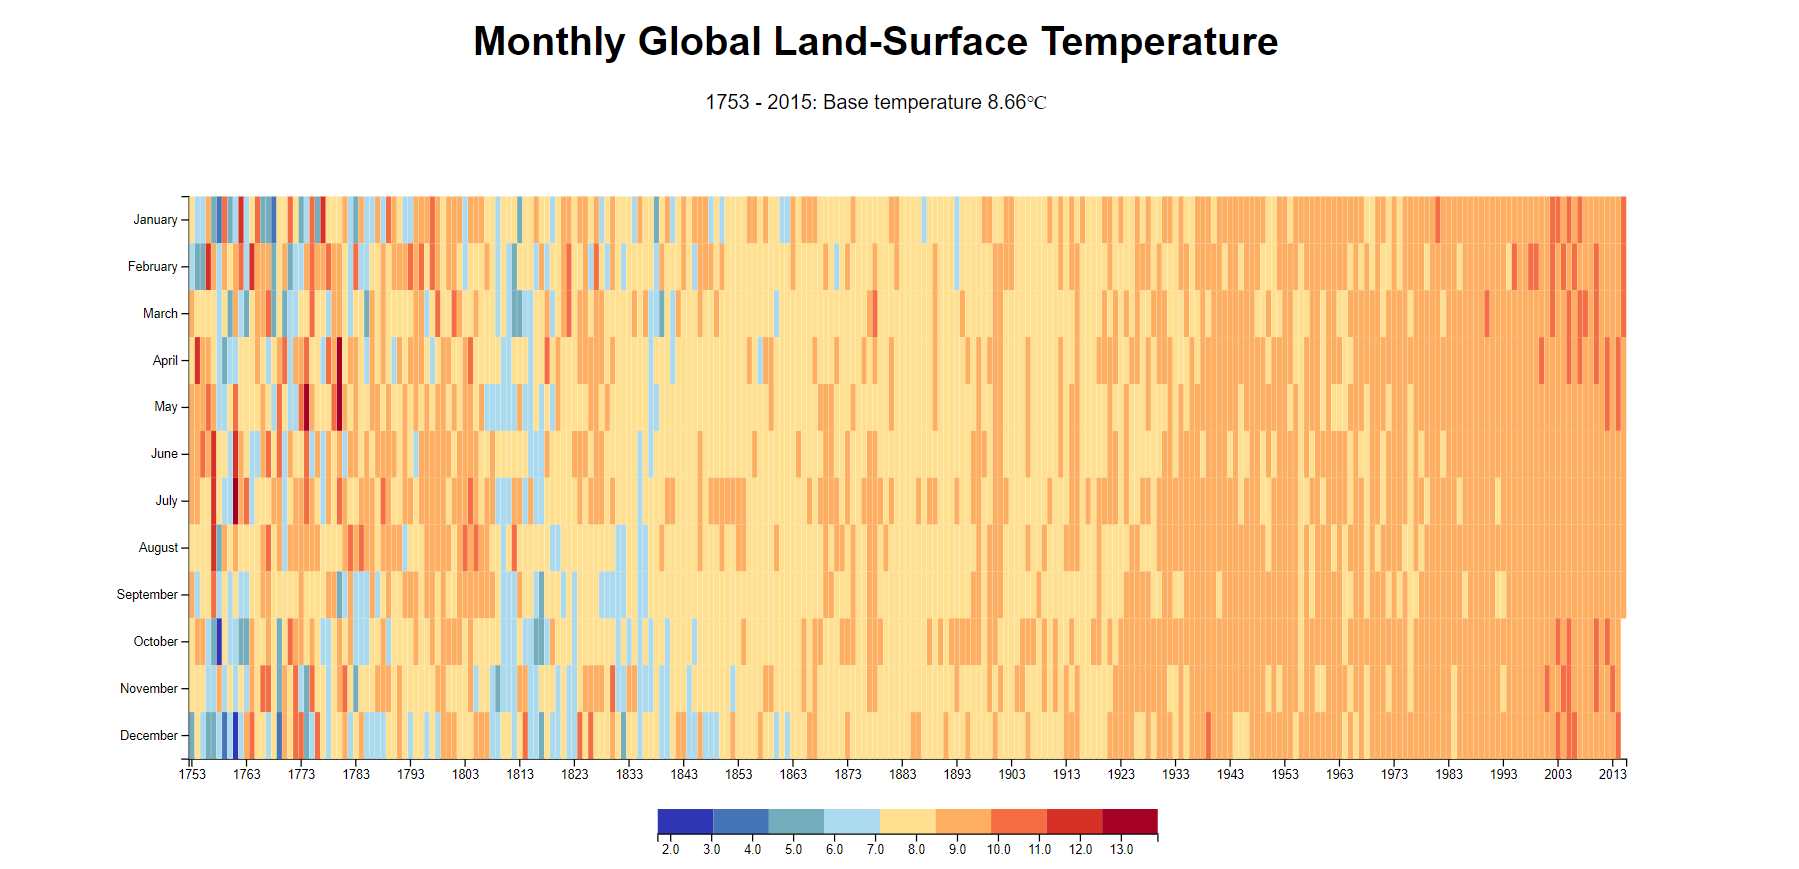 Monthly Global Land-Surface Temperature
1753 - 2015: Base temperature 8.66℃
January
February
March
April
May
June
July
August
September
October
November
December
1753 1763 1773 1783 1793 1803 1813 1823 1833 1843 1853 1863 1873 1883 1893 1903 1913 1923 1933 1943 1953 1963 1973 1983 1993 2003 2013
2.0 3.0 4.0 5.0 6.0 7.0 8.0 9.0 10.0 11.0 12.0 13.0